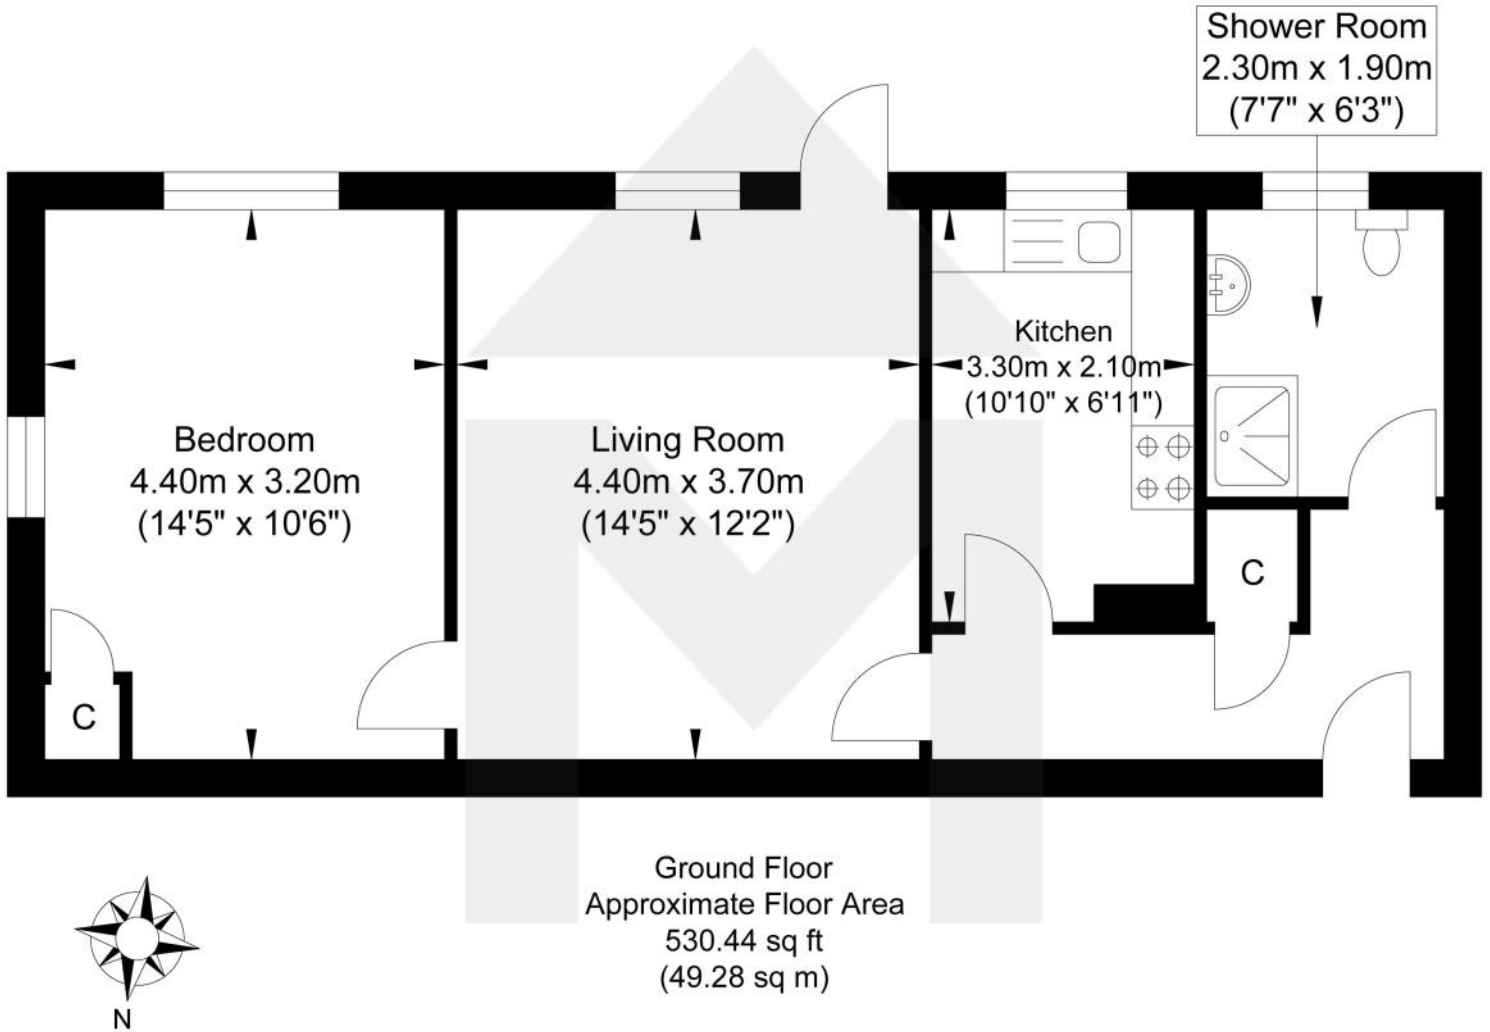 Shower Room
2.30m x 1.90m
(7'7" x 6'3")
Kitchen
3.30m x 2.10m
(10'10" x 6'11")
Bedroom
4.40m x 3.20m
(14'5" x 10'6")
Living Room
4.40m x 3.70m
(14'5" x 12'2")
C
C
Ground Floor
Approximate Floor Area
530.44 sq ft
(49.28 sq m)
N